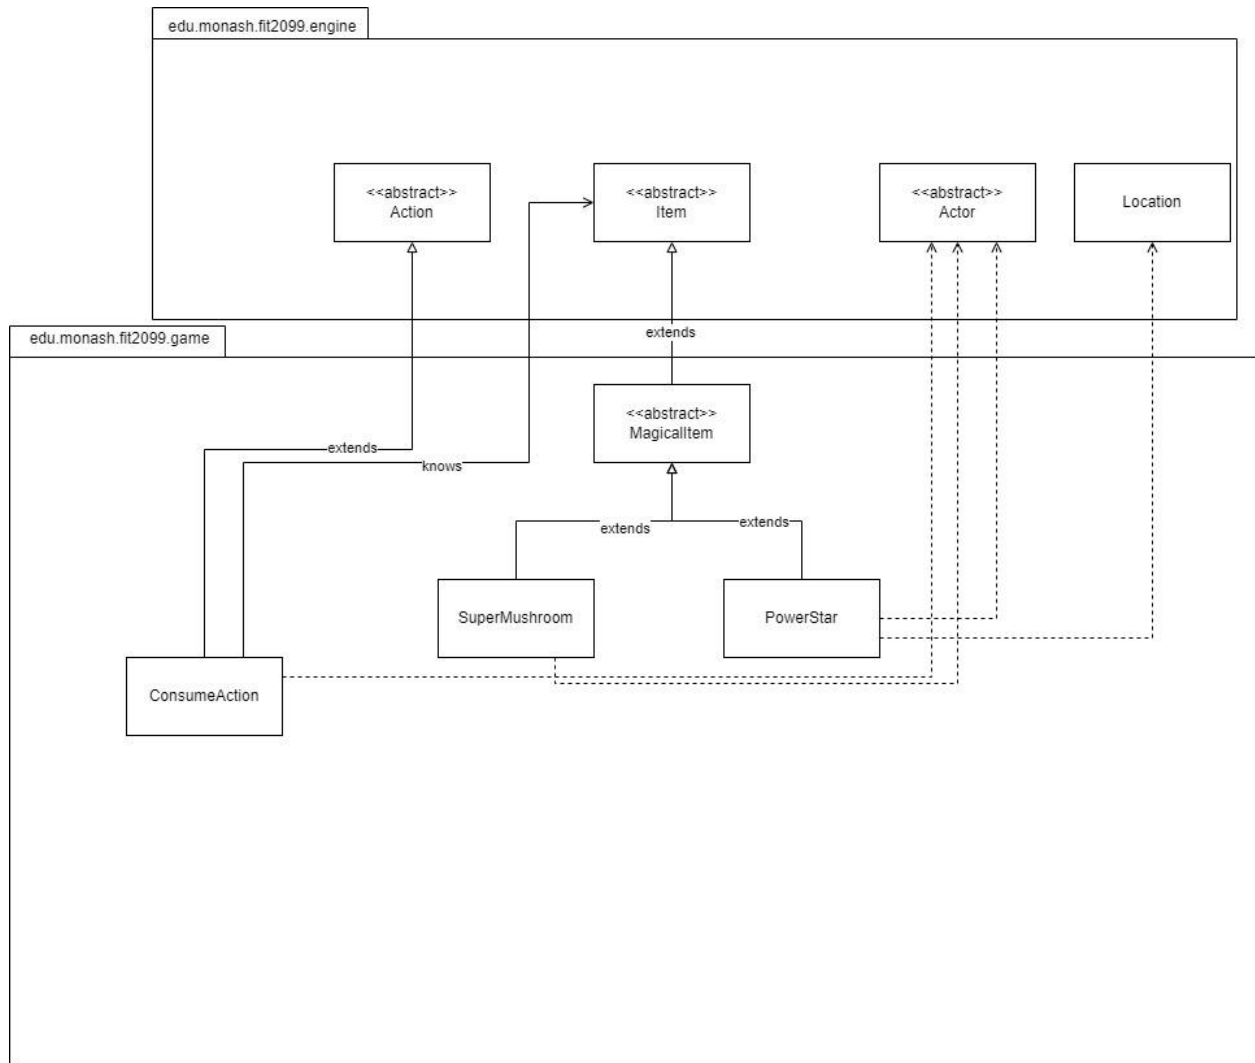 edu.monash.fit2099.engine
<<abstract>>
Action
<<abstract>>
Item
<<abstract>>
Actor
Location
edu.monash.fit2099.game
extends
<<abstract>>
MagicalItem
extends
knows
extends
extends
SuperMushroom
PowerStar
ConsumeAction